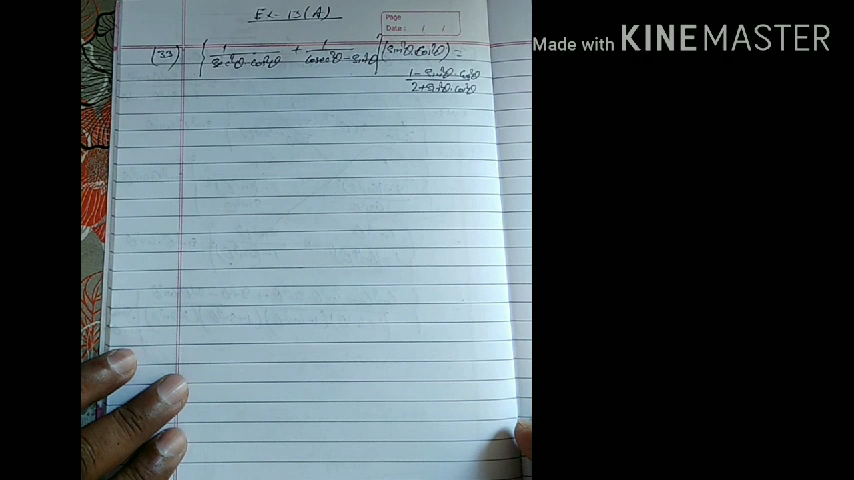 Ex-13(A)
Page
Date: / /
(33) { 1/(sec²θ-cos²θ) + 1/(cosec²θ-sin²θ) } (sin²θ.cos²θ) =
(1-sin²θ.cos²θ)/(2+sin²θ.cos²θ)
Made with KINEMASTER